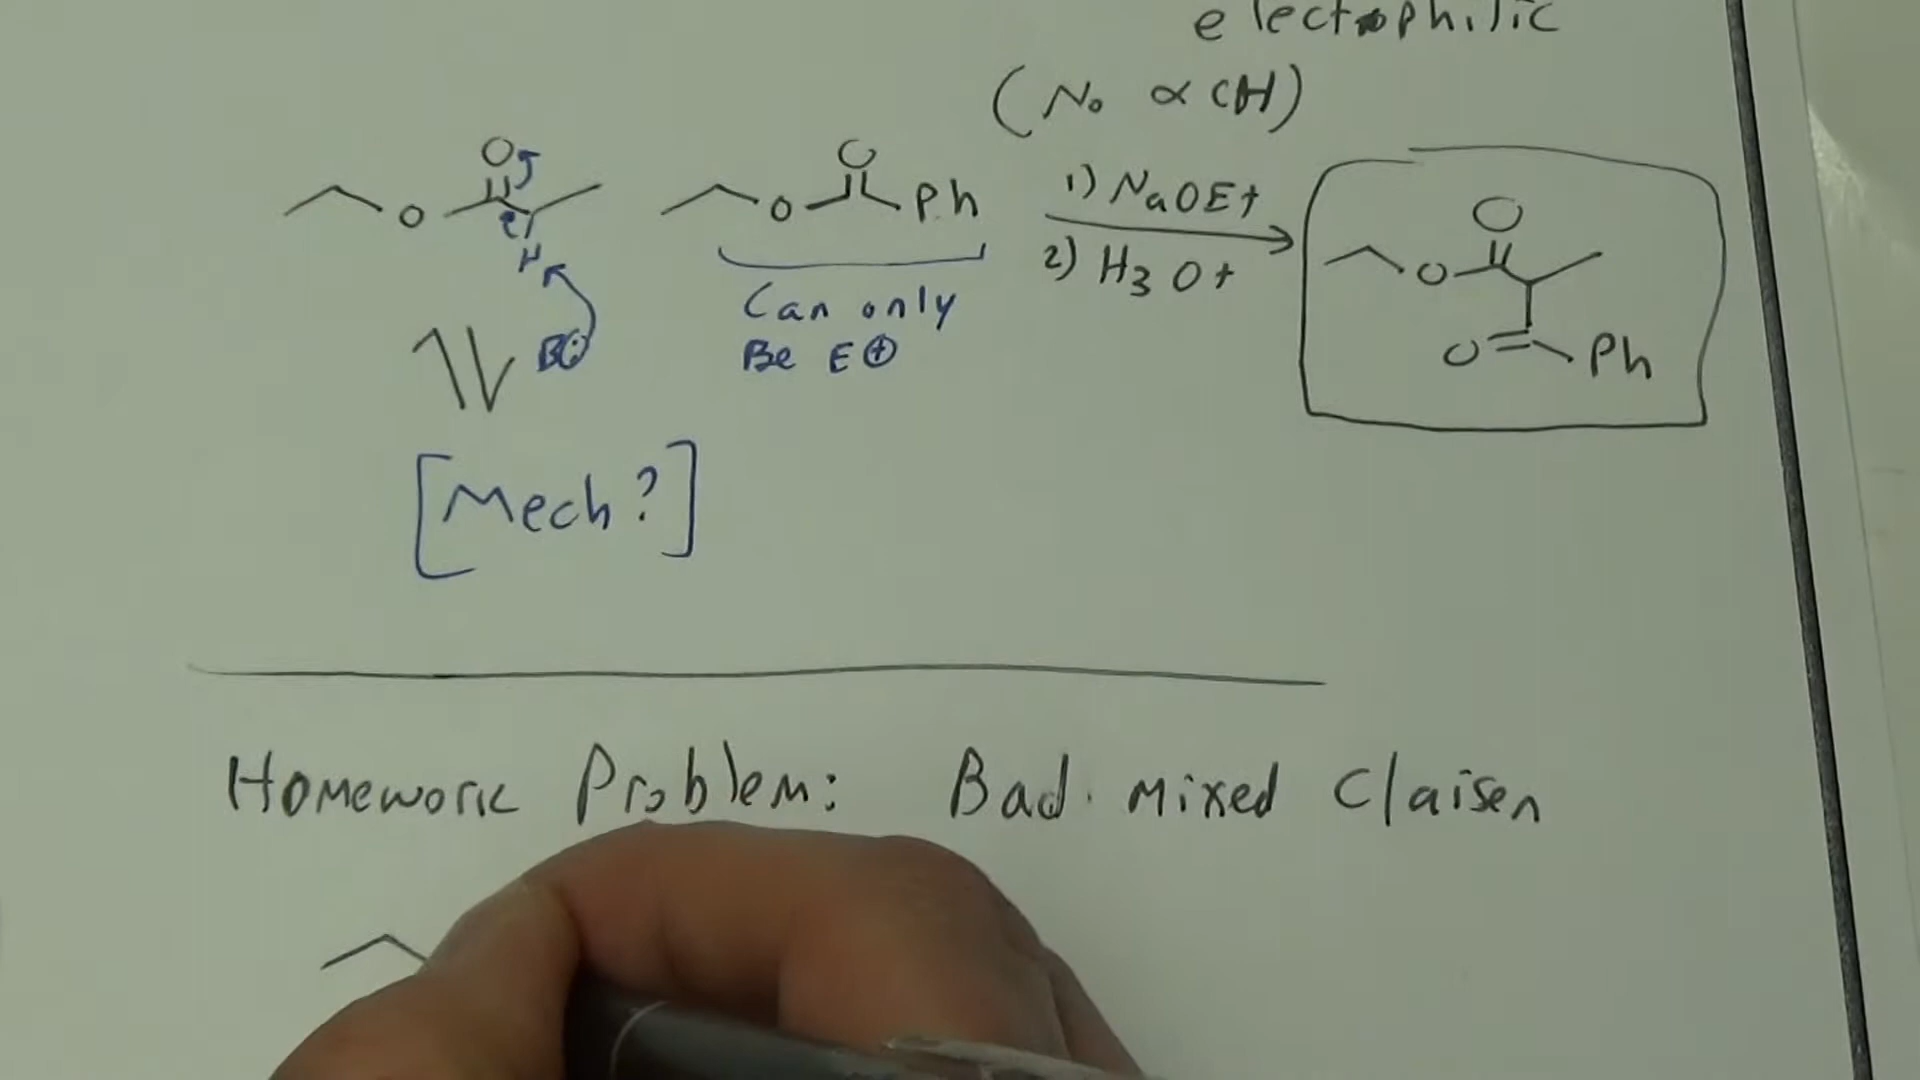 electrophilic
(No ∝ CH)
O O 1) NaOEt O
O O Ph 2) H3O+ O
H
Can only
B:⊖ Be E⊕ O Ph
[Mech?]
Homework Problem: Bad mixed Claisen